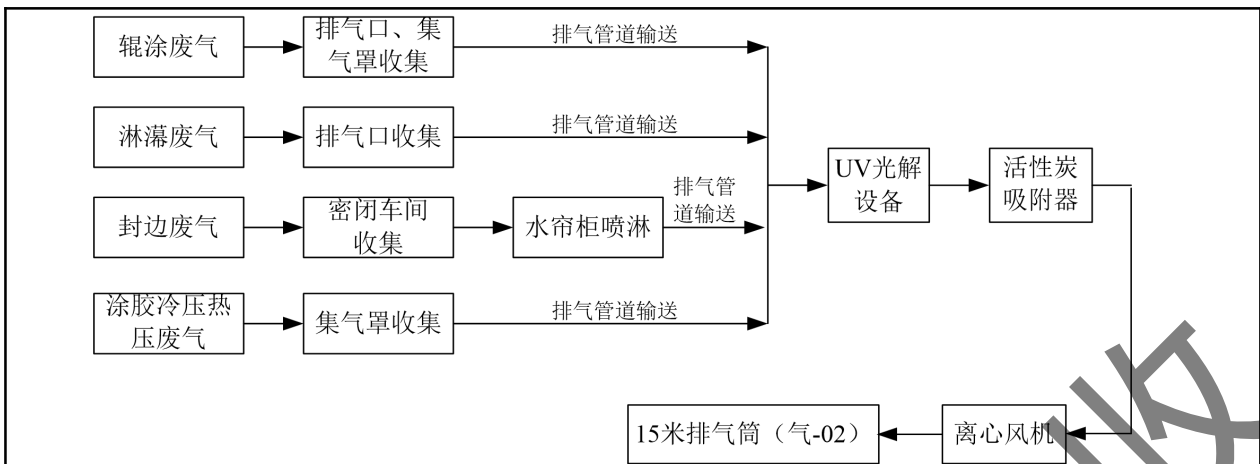 辊涂废气
排气口、集
气罩收集
排气管道输送
淋幕废气
排气口收集
排气管道输送
封边废气
密闭车间
收集
水帘柜喷淋
排气管
道输送
涂胶冷压热
压废气
集气罩收集
排气管道输送
UV光解
设备
活性炭
吸附器
离心风机
15米排气筒（气-02）
收